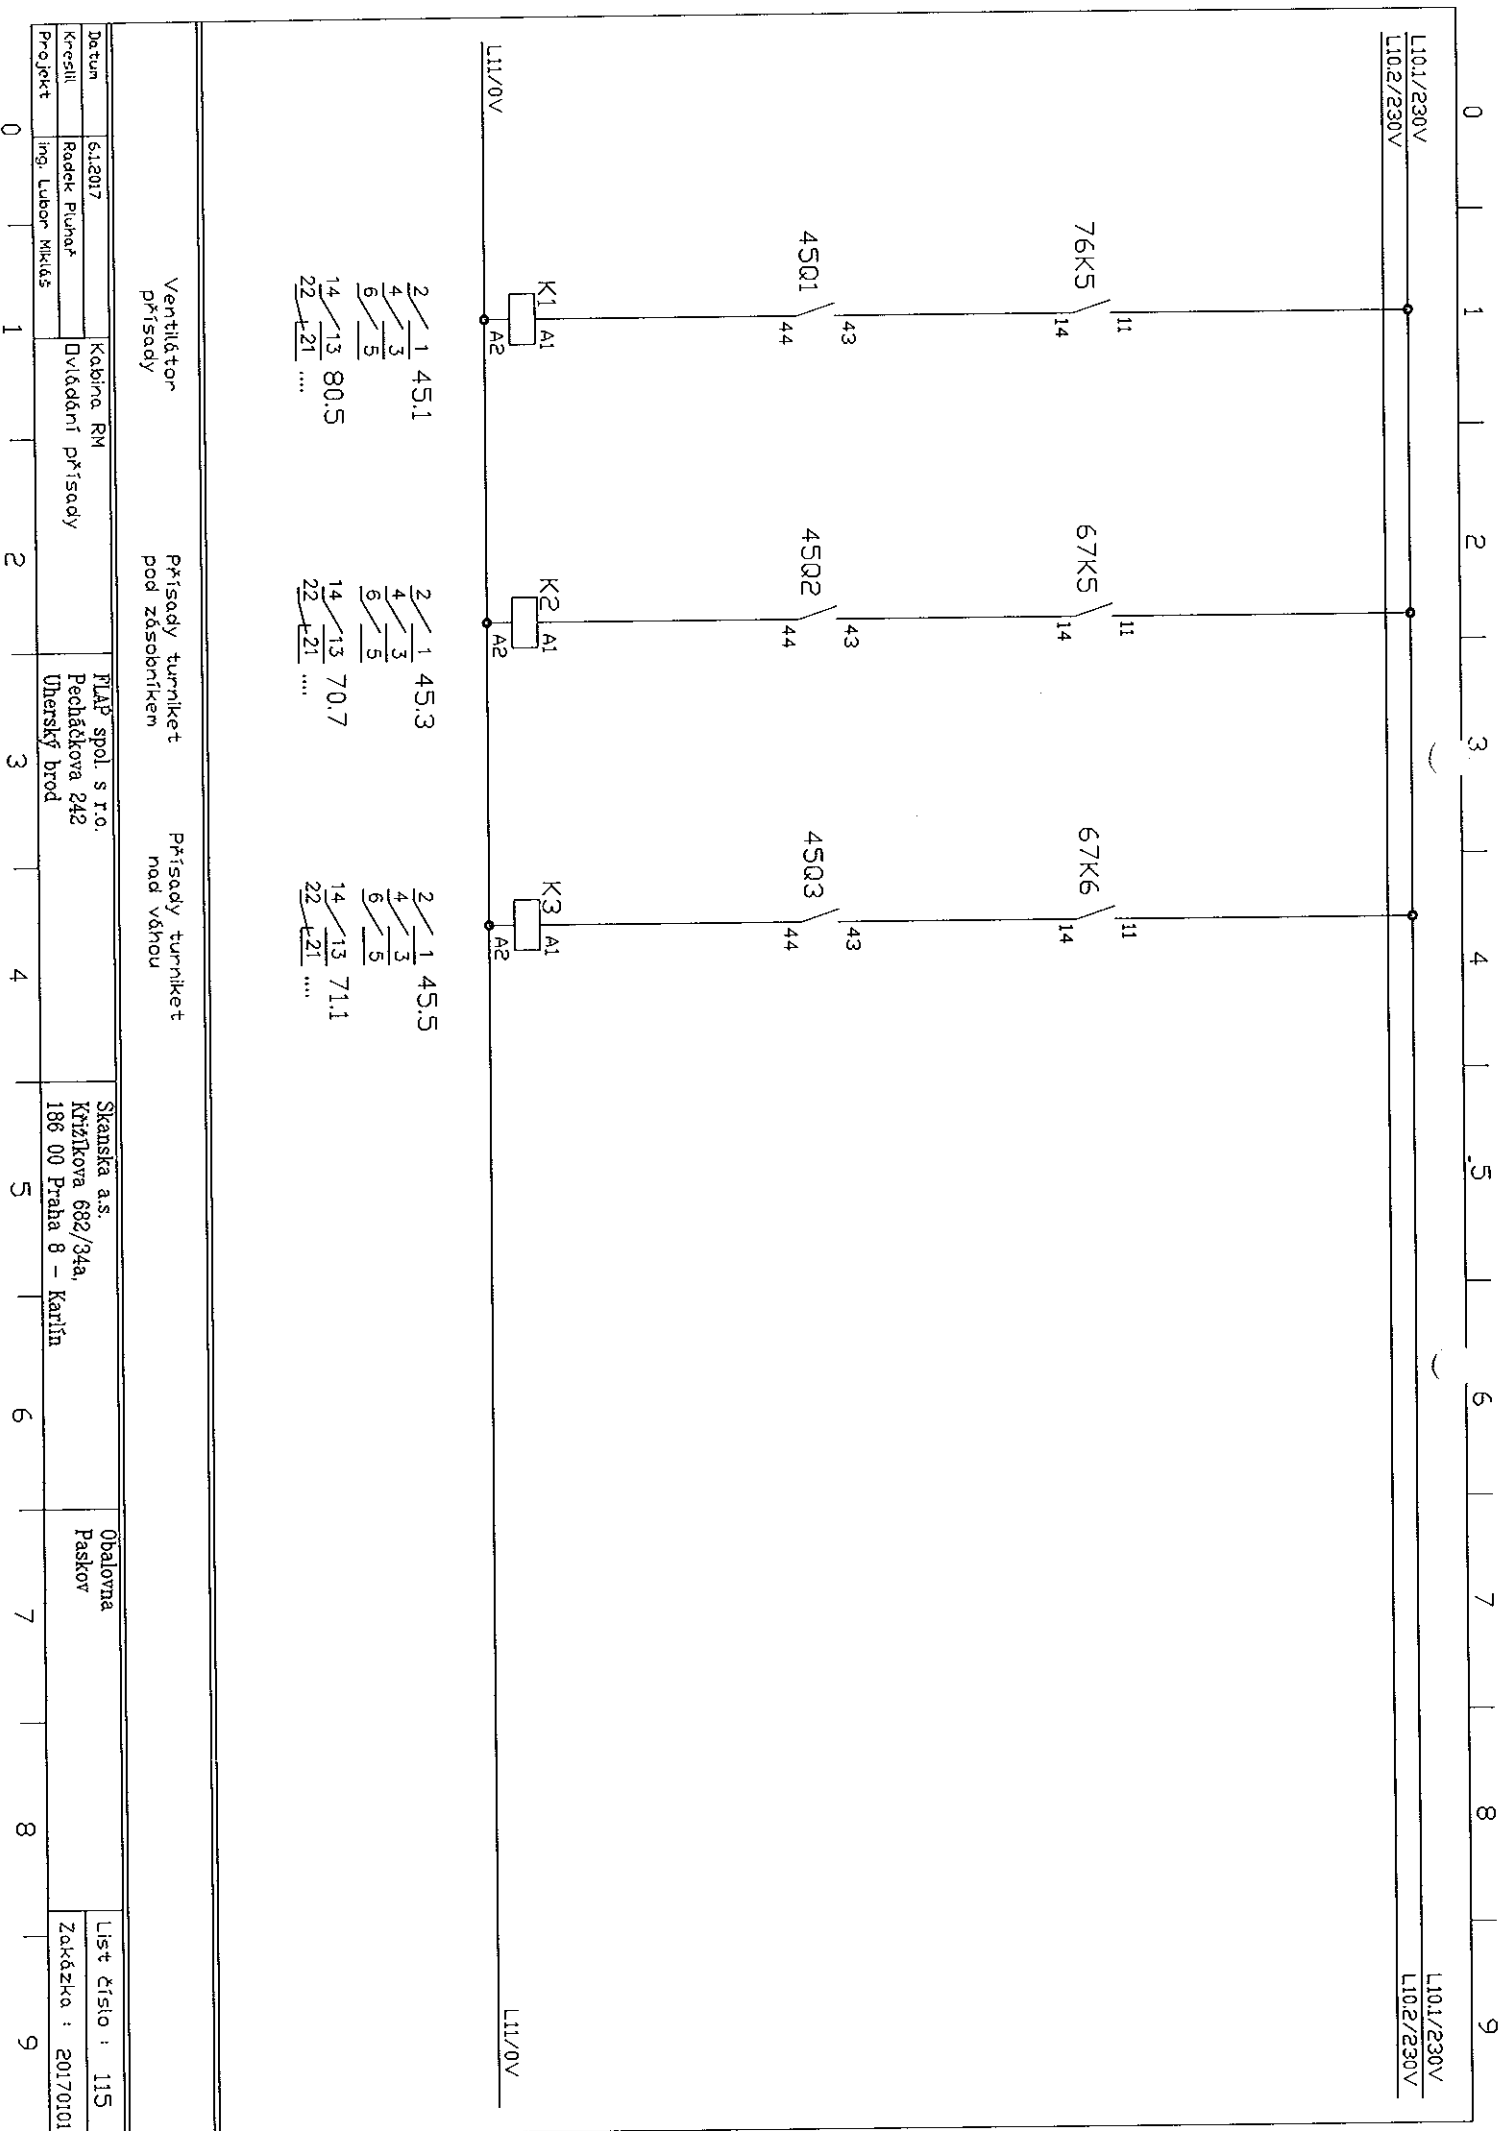 0 1 2 3 4 5 6 7 8 9
L10.1/230V L10.1/230V
L10.2/230V L10.2/230V
76K5 67K5 67K6
11 11 11
14 14 14
45Q1 45Q2 45Q3
43 43 43
44 44 44
K1 A1 K2 A1 K3 A1
A2 A2 A2
L11/0V L11/0V
2 1 45.1 2 1 45.3 2 1 45.5
4 3 4 3 4 3
6 5 6 5 6 5
14 13 80.5 14 13 70.7 14 13 71.1
22 21 .... 22 21 .... 22 21 ....
Ventilátor
přísady
Přísady turniket
pod zásobníkem
Přísady turniket
nad váhou
Datum 6.1.2017
Kreslil Radek Pluhař
Projekt ing. Lubor Mikláš
Kabina RM
Ovládání přísady
FLAP spol. s r.o.
Pecháčkova 242
Uherský brod
Skanska a.s.
Křižíkova 682/34a,
186 00 Praha 8 - Karlín
Obalovna
Paskov
List číslo : 115
Zakázka : 20170101
0 1 2 3 4 5 6 7 8 9